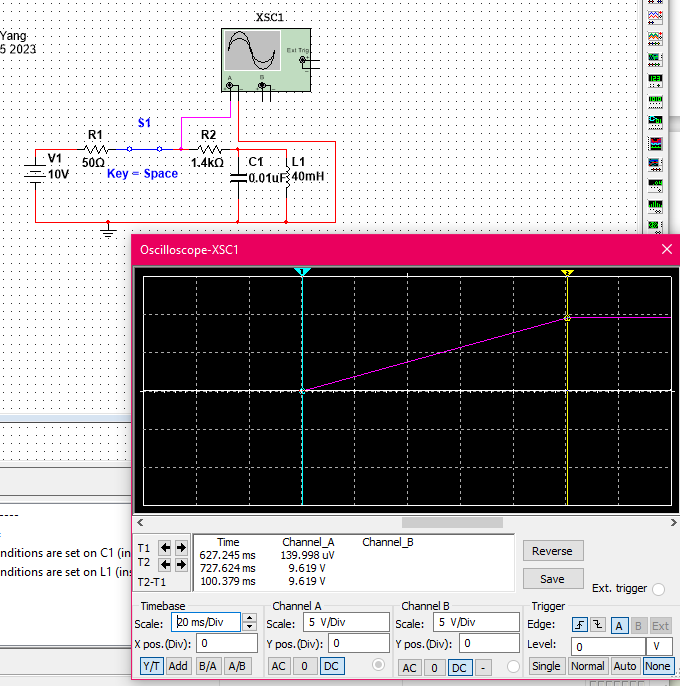 XSC1
Yang
5 2023
Ext Trig
A
B
S1
R1
R2
V1
50Ω
1.4kΩ
C1
L1
10V
Key = Space
0.01uF
40mH
Oscilloscope-XSC1
1
2
----
Time Channel_A Channel_B
T1 627.245 ms 139.998 uV
T2 727.624 ms 9.619 V
T2-T1 100.379 ms 9.619 V
Reverse
Save
Ext. trigger
nditions are set on C1 (in
nditions are set on L1 (in
Timebase
Scale: 20 ms/Div
X pos.(Div): 0
Y/T Add B/A A/B
Channel A
Scale: 5 V/Div
Y pos.(Div): 0
AC 0 DC
Channel B
Scale: 5 V/Div
Y pos.(Div): 0
AC 0 DC -
Trigger
Edge: A B Ext
Level: 0 V
Single Normal Auto None